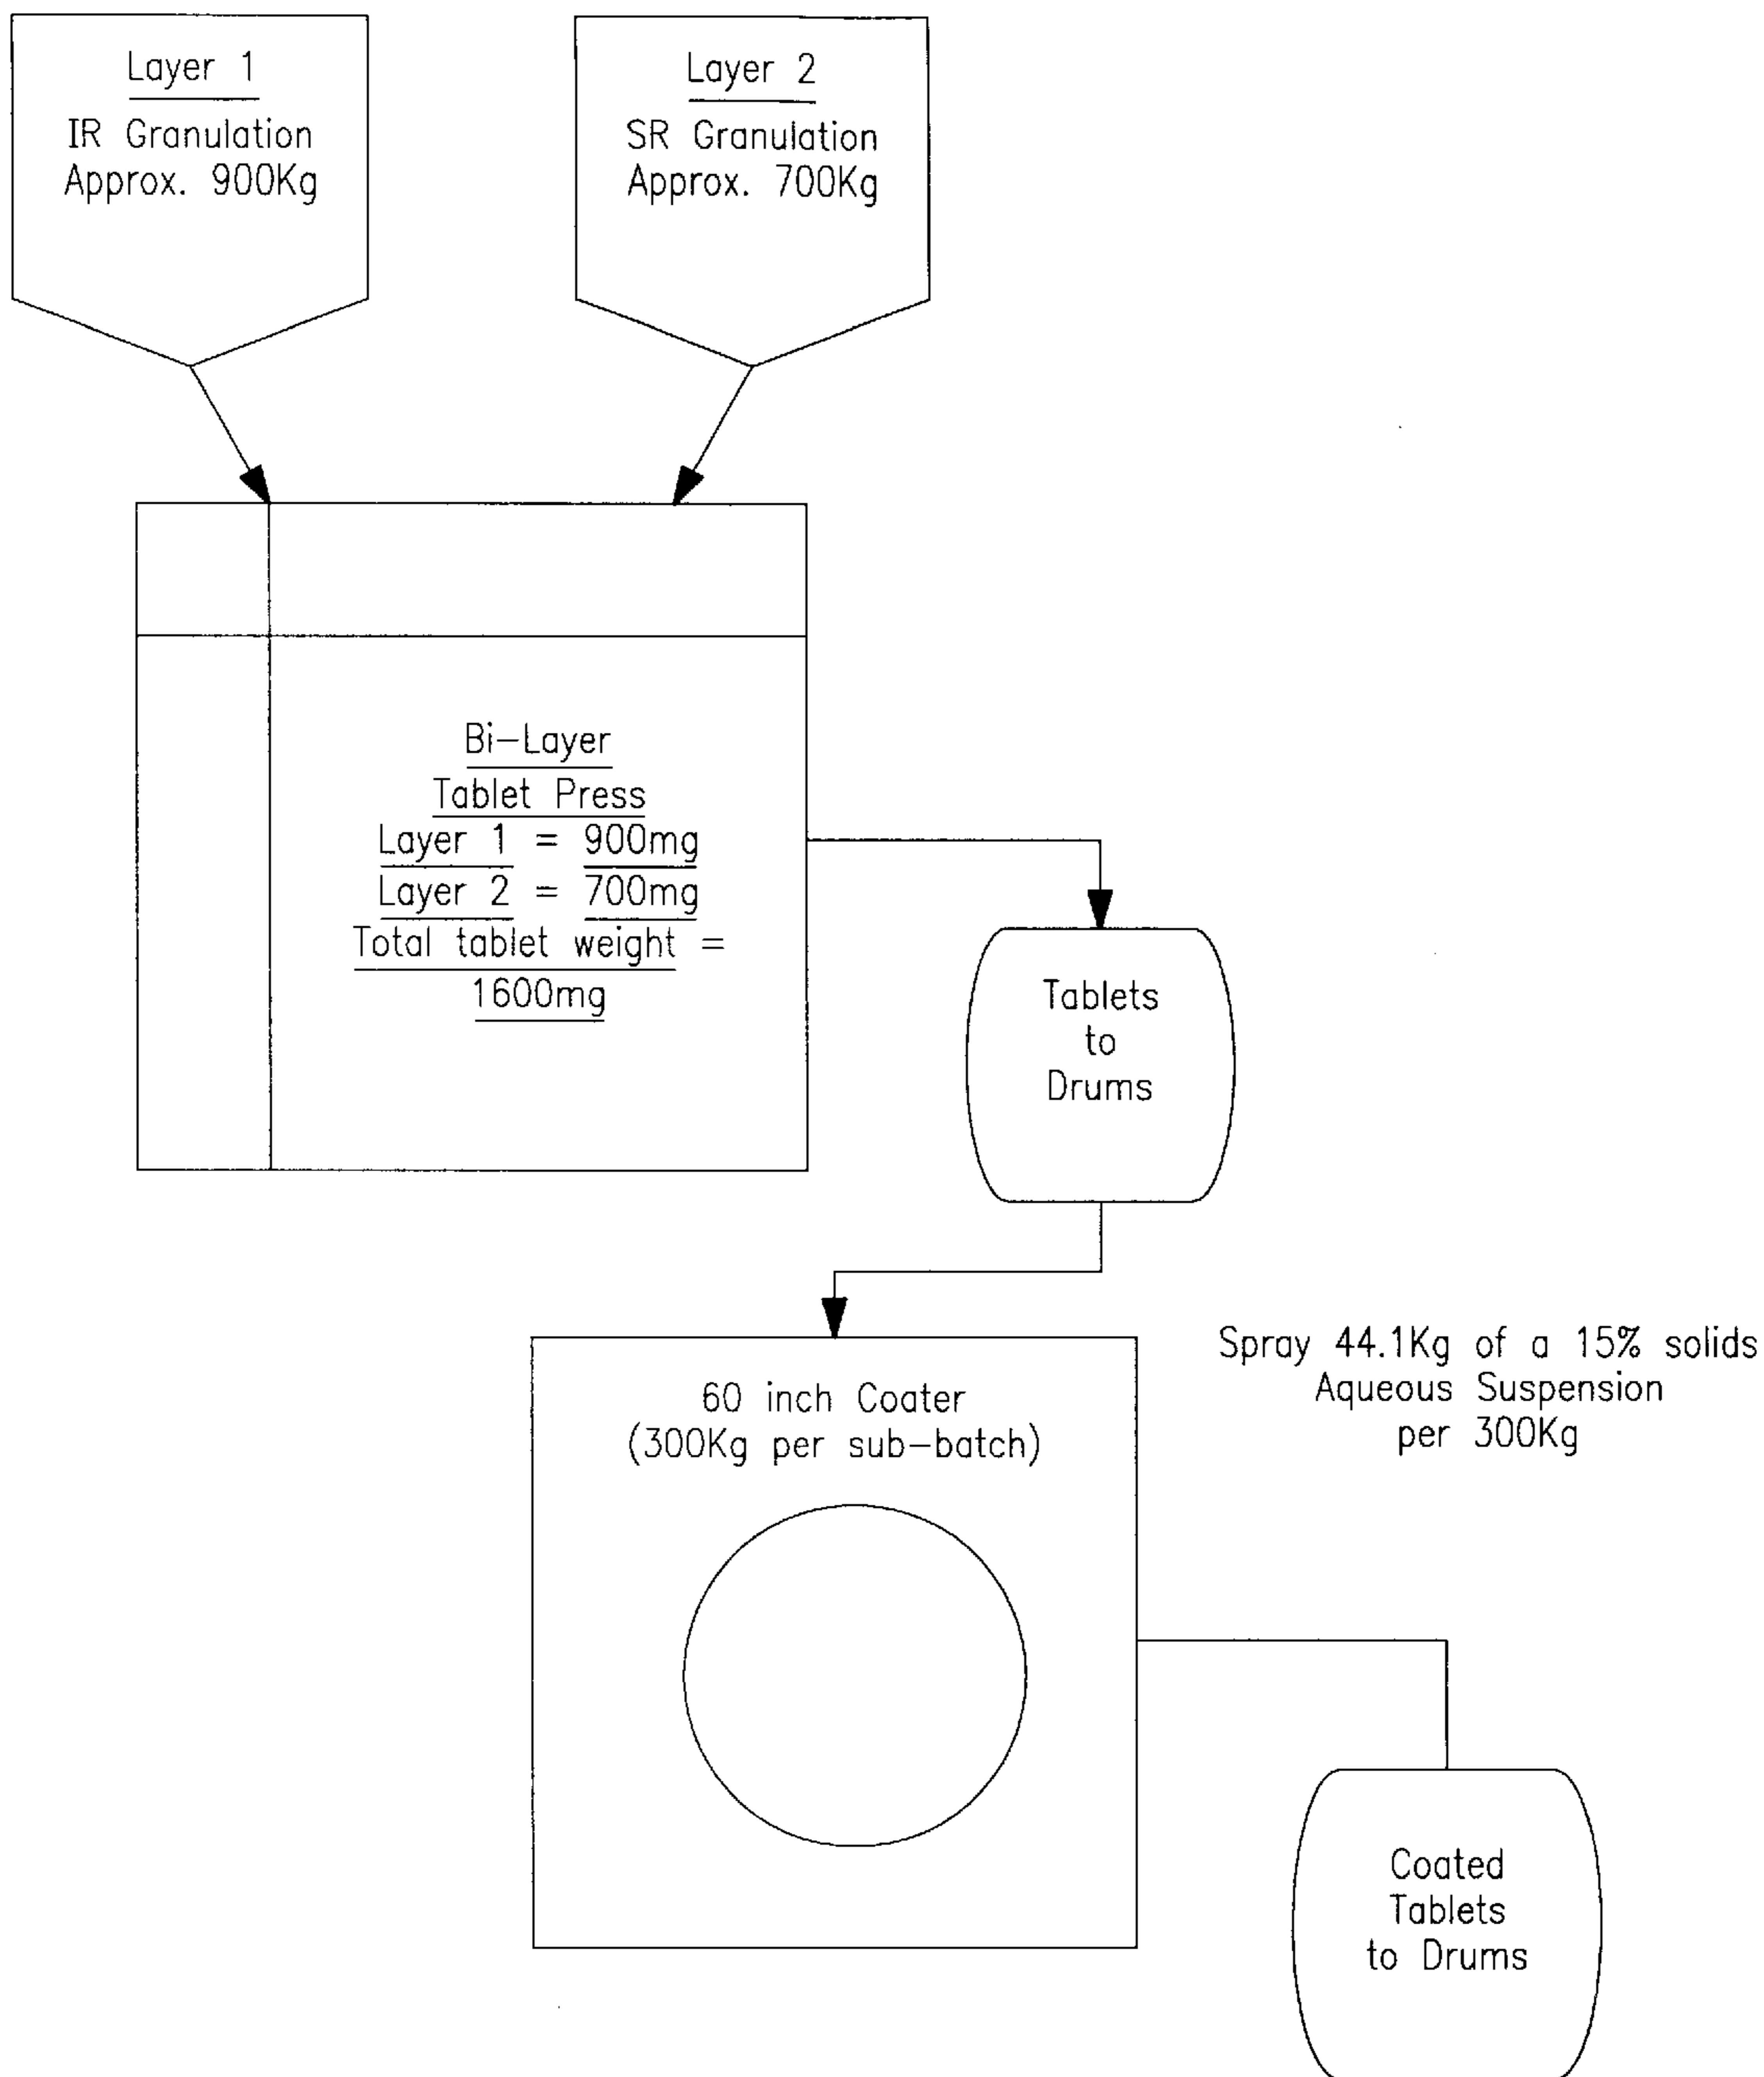 Layer 1
IR Granulation
Approx. 900Kg
Layer 2
SR Granulation
Approx. 700Kg
Bi-Layer
Tablet Press
Layer 1 = 900mg
Layer 2 = 700mg
Total tablet weight =
1600mg
Tablets
to
Drums
60 inch Coater
(300Kg per sub-batch)
Spray 44.1Kg of a 15% solids
Aqueous Suspension
per 300Kg
Coated
Tablets
to Drums